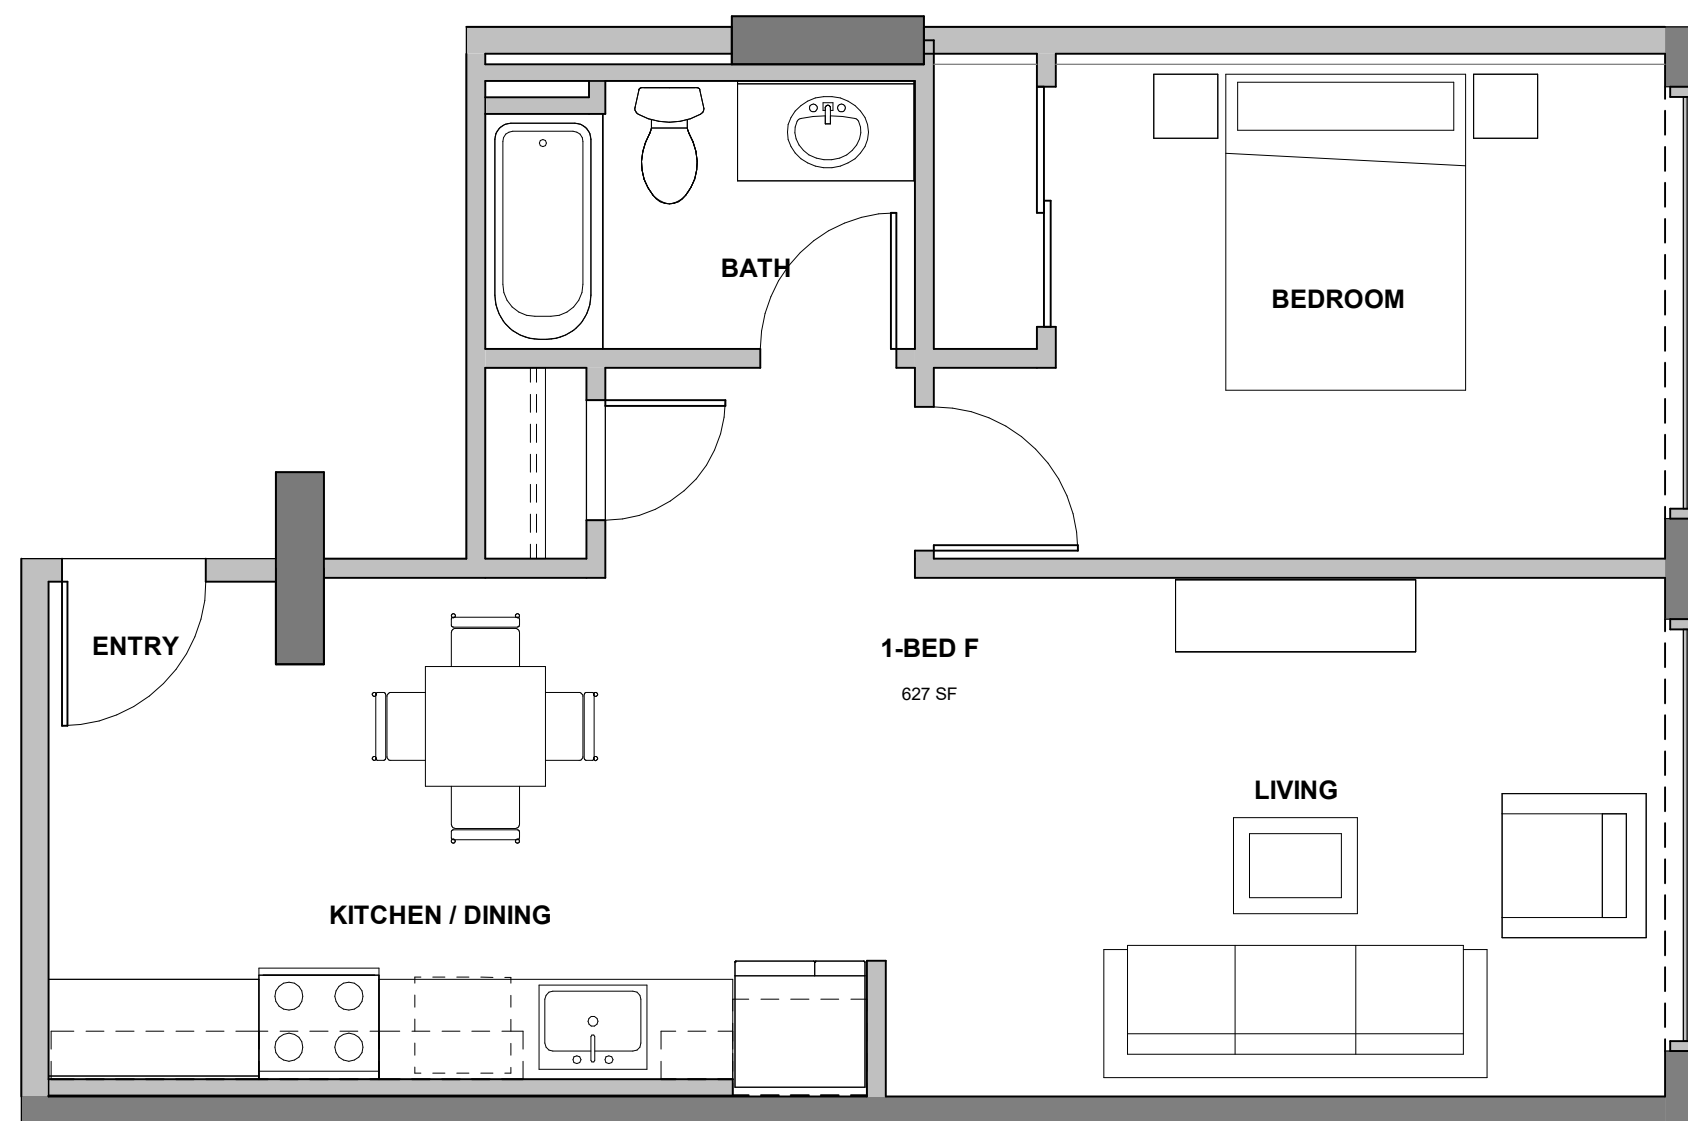 BATH
BEDROOM
ENTRY
1-BED F
627 SF
LIVING
KITCHEN / DINING